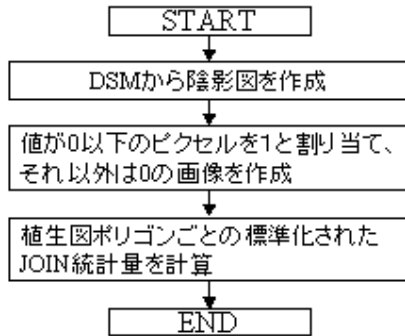 START
DSMから陰影図を作成
値が0以下のピクセルを1と割り当て、
それ以外は0の画像を作成
植生図ポリゴンごとの標準化された
JOIN統計量を計算
END